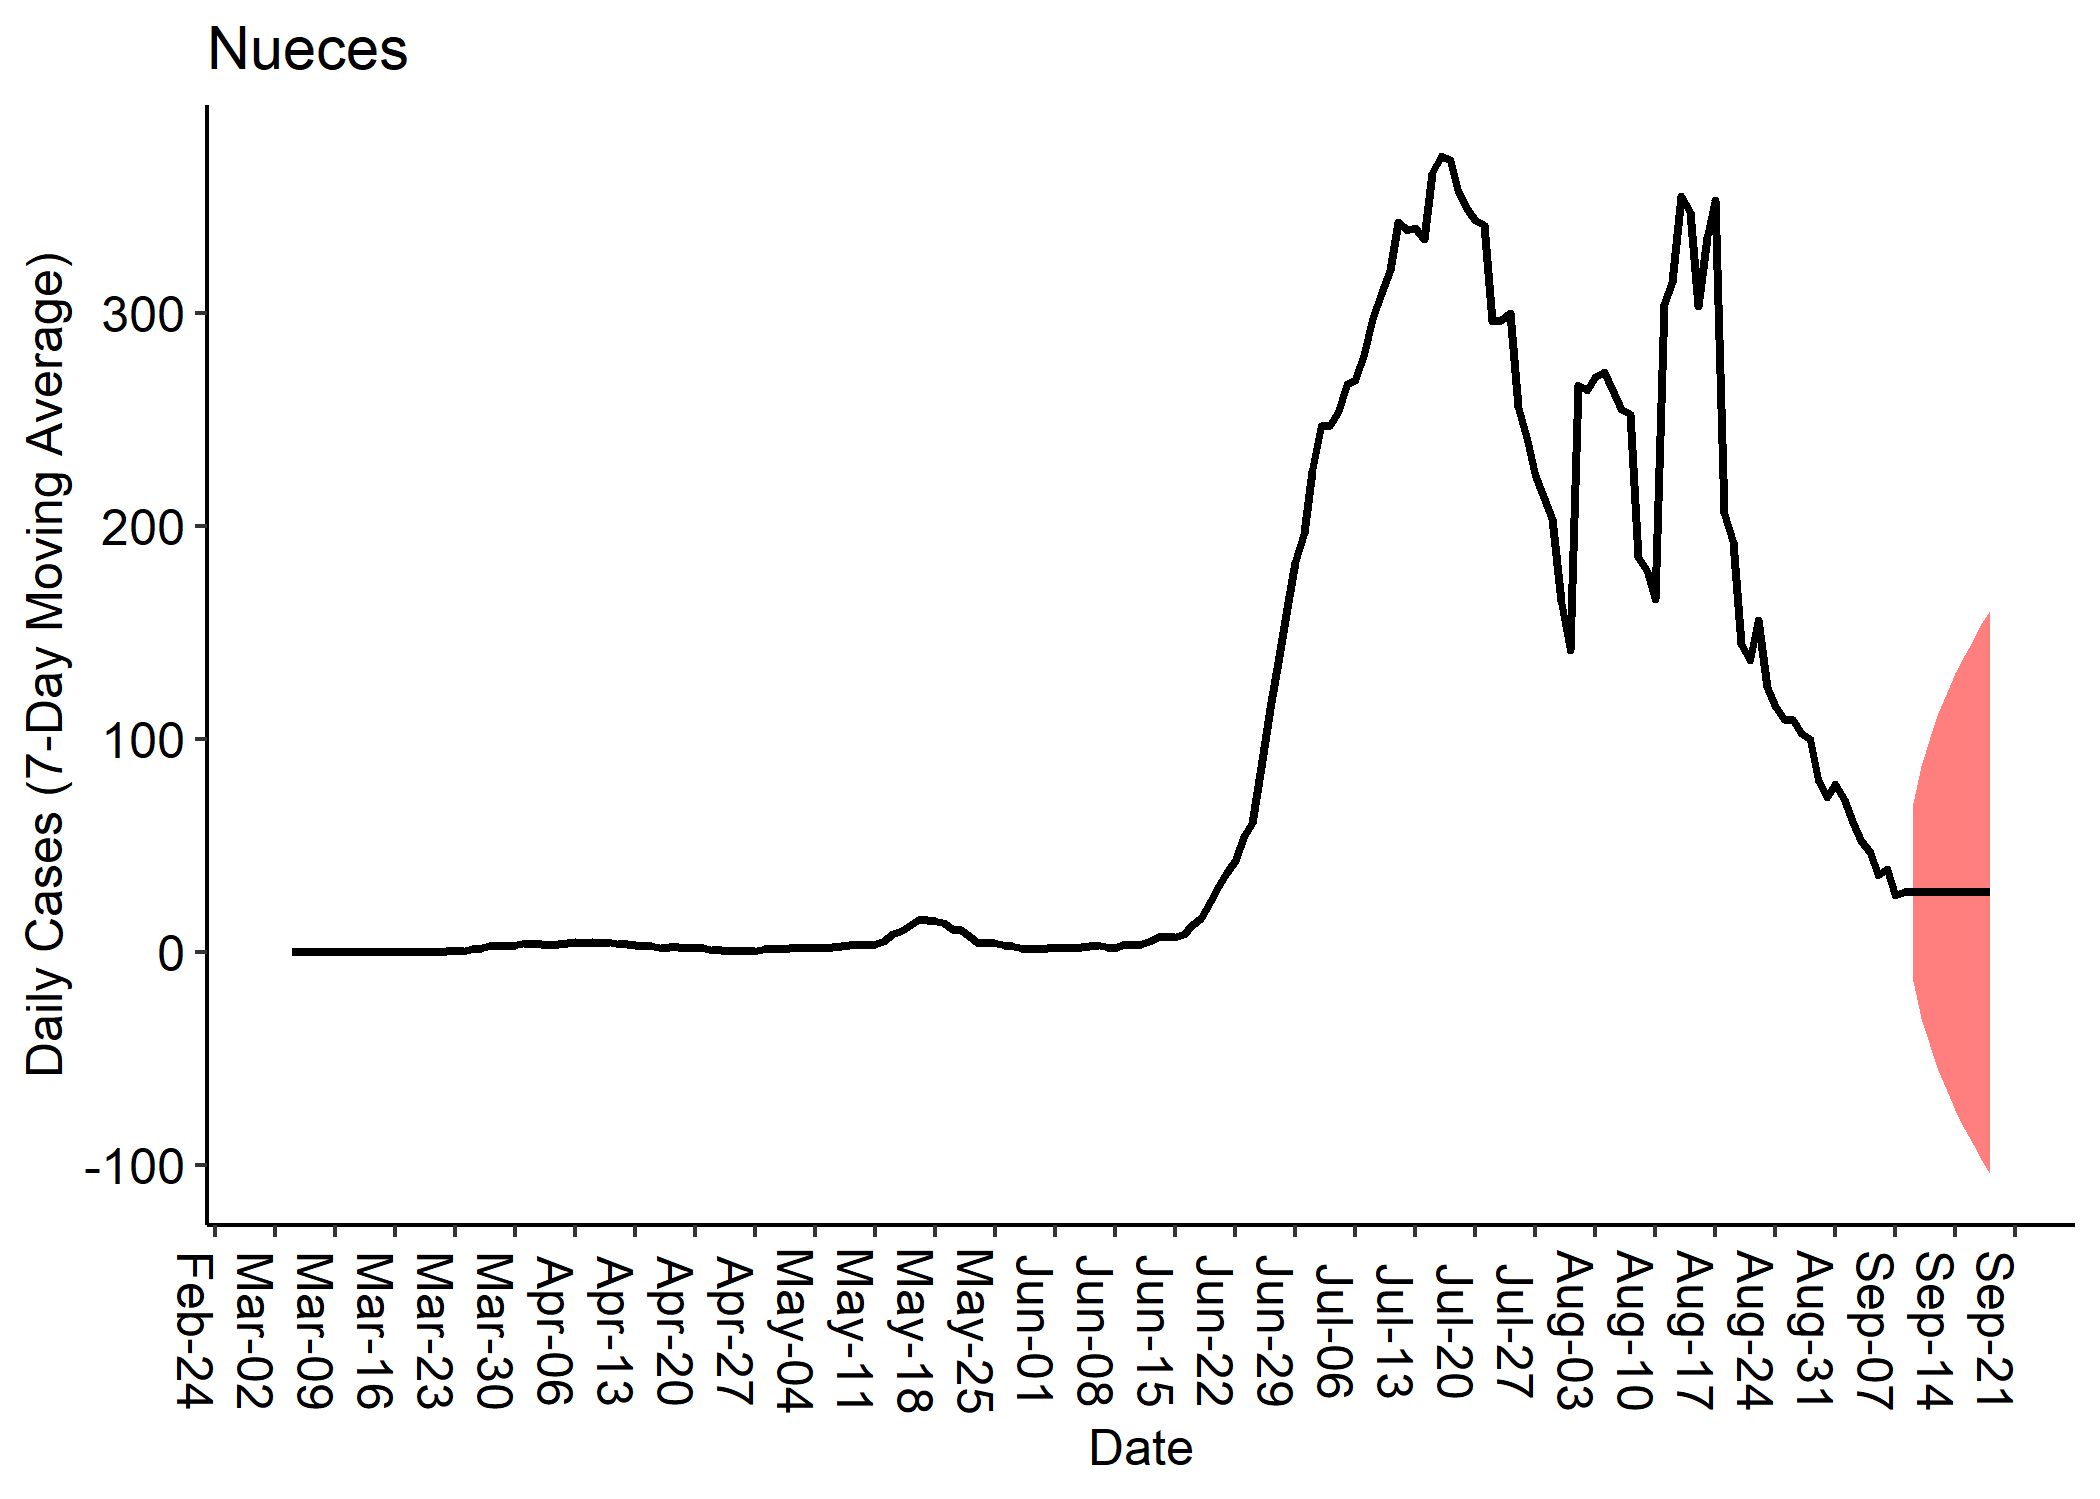 Nueces
Daily Cases (7-Day Moving Average)
300
200
100
0
-100
Feb-24
Mar-02
Mar-09
Mar-16
Mar-23
Mar-30
Apr-06
Apr-13
Apr-20
Apr-27
May-04
May-11
May-18
May-25
Jun-01
Jun-08
Jun-15
Jun-22
Jun-29
Jul-06
Jul-13
Jul-20
Jul-27
Aug-03
Aug-10
Aug-17
Aug-24
Aug-31
Sep-07
Sep-14
Sep-21
Date